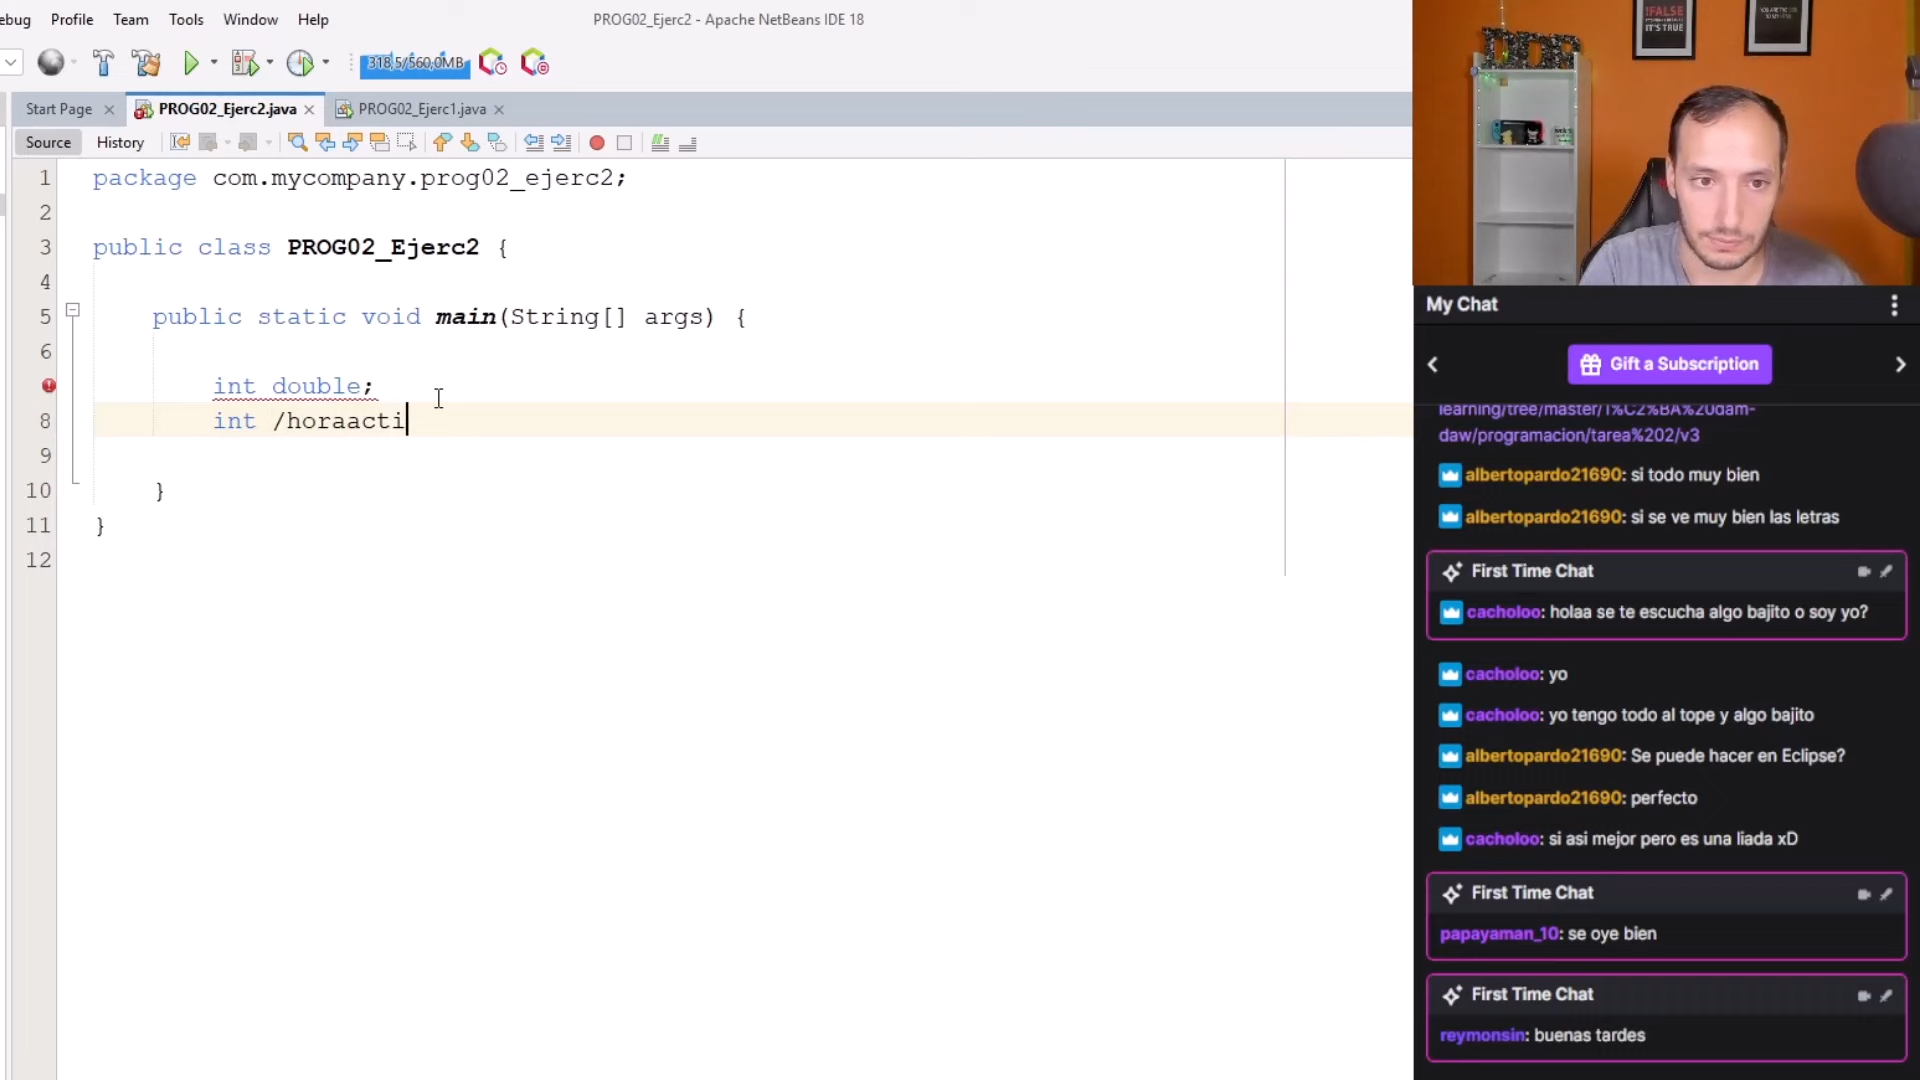 ebug Profile Team Tools Window Help
PROG02_Ejerc2 - Apache NetBeans IDE 18
318,5/560,0MB
Start Page
PROG02_Ejerc2.java
PROG02_Ejerc1.java
Source History
1 package com.mycompany.prog02_ejerc2;
2
3 public class PROG02_Ejerc2 {
4
5 public static void main(String[] args) {
6
int double;
8 int /horaacti
9
10 }
11 }
12
!FALSE
IT'S TRUE
My Chat
Gift a Subscription
learning/tree/master/1%C2%BA%20dam-
daw/programacion/tarea%202/v3
albertopardo21690: si todo muy bien
albertopardo21690: si se ve muy bien las letras
First Time Chat
cacholoo: holaa se te escucha algo bajito o soy yo?
cacholoo: yo
cacholoo: yo tengo todo al tope y algo bajito
albertopardo21690: Se puede hacer en Eclipse?
albertopardo21690: perfecto
cacholoo: si asi mejor pero es una liada xD
First Time Chat
papayaman_10: se oye bien
First Time Chat
reymonsin: buenas tardes